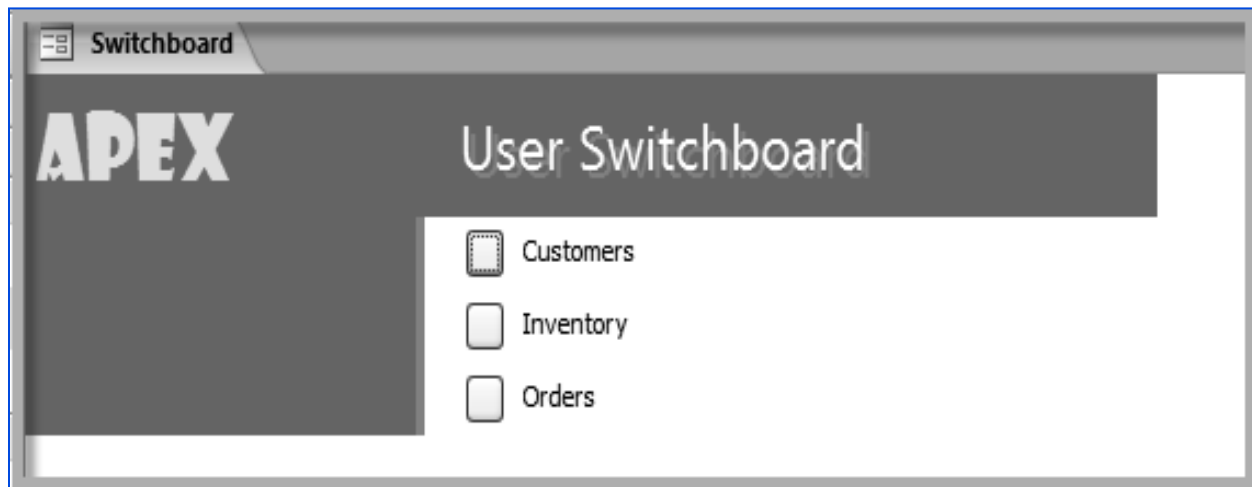 Switchboard
APEX
User Switchboard
Customers
Inventory
Orders